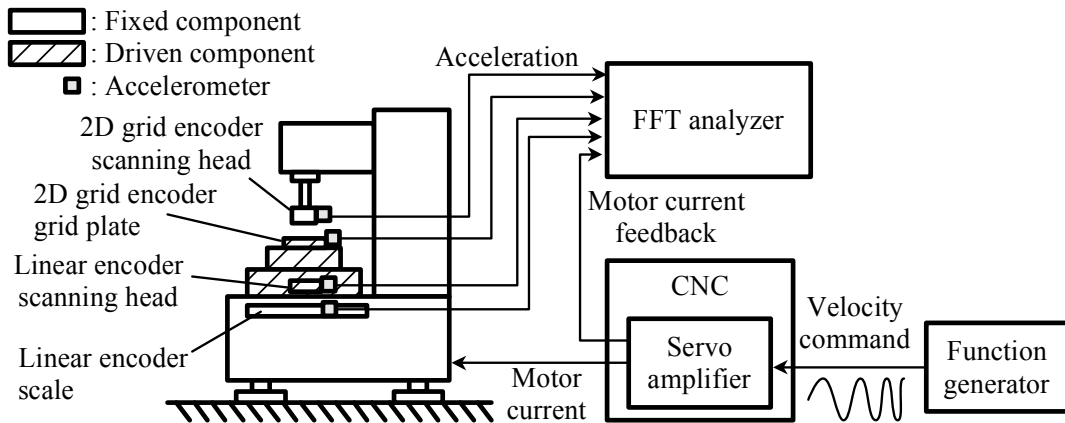 : Fixed component
: Driven component
: Accelerometer
2D grid encoder
scanning head
2D grid encoder
grid plate
Linear encoder
scanning head
Linear encoder
scale
Acceleration
FFT analyzer
Motor current
feedback
CNC
Servo
amplifier
Motor
current
Velocity
command
Function
generator